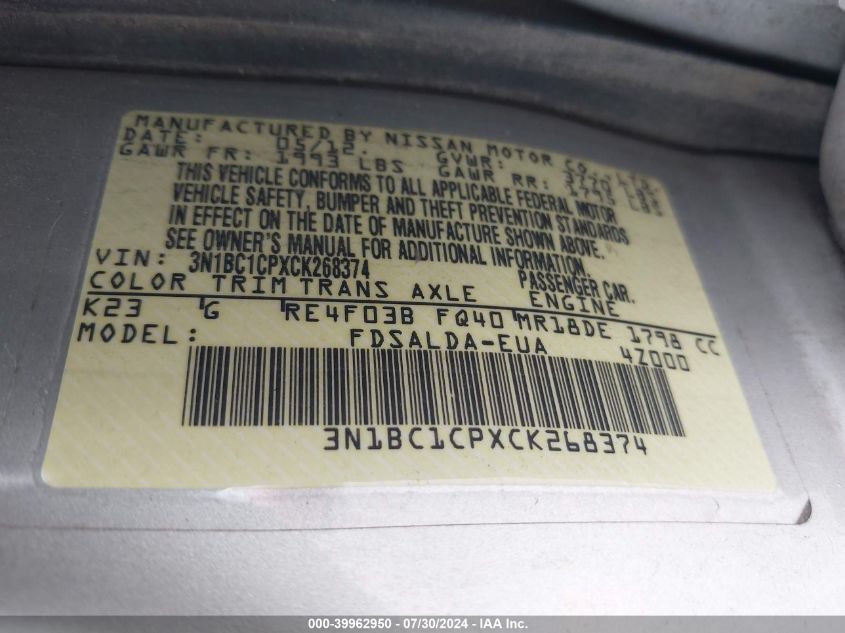 MANUFACTURED BY NISSAN MOTOR CO.
DATE: 05/12 GVWR:
GAWR FR: 1993 LBS GAWR RR:
THIS VEHICLE CONFORMS TO ALL APPLICABLE FEDERAL MOTOR
VEHICLE SAFETY, BUMPER AND THEFT PREVENTION STANDARDS
IN EFFECT ON THE DATE OF MANUFACTURE SHOWN ABOVE.
SEE OWNER'S MANUAL FOR ADDITIONAL INFORMATION.
VIN: 3N1BC1CPXCK268374 PASSENGER CAR.
COLOR TRIM TRANS AXLE ENGINE
K23 G RE4F03B FQ40 MR18DE 1798 CC
MODEL: FDSALDA-EUA 4Z000
3N1BC1CPXCK268374
000-39962950 - 07/30/2024 - IAA Inc.